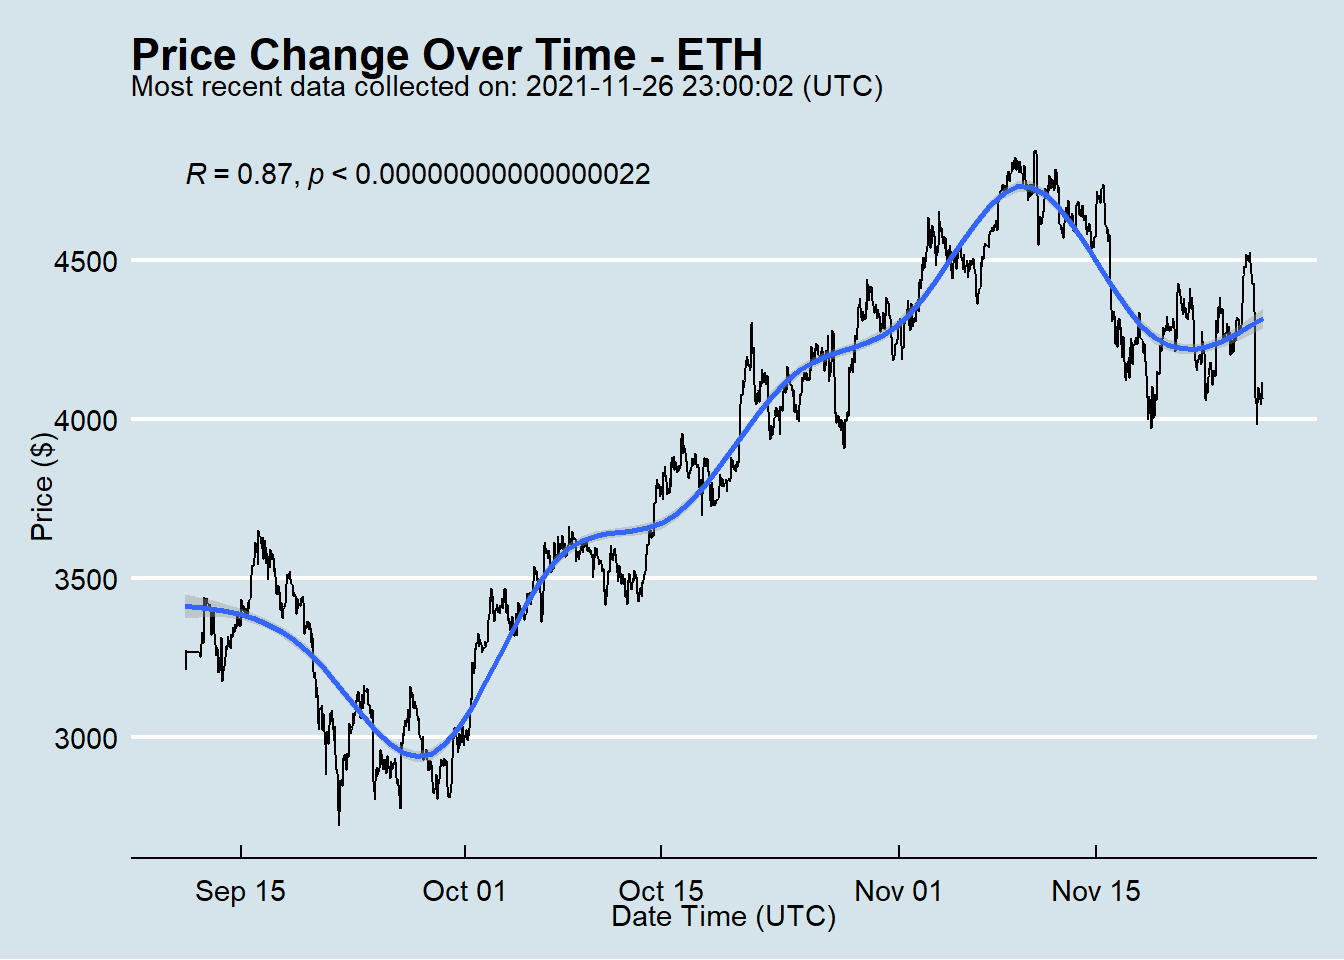 Price Change Over Time - ETH
Most recent data collected on: 2021-11-26 23:00:02 (UTC)
R = 0.87, p < 0.00000000000000022
Price ($)
4500
4000
3500
3000
Sep 15 Oct 01 Oct 15 Nov 01 Nov 15
Date Time (UTC)